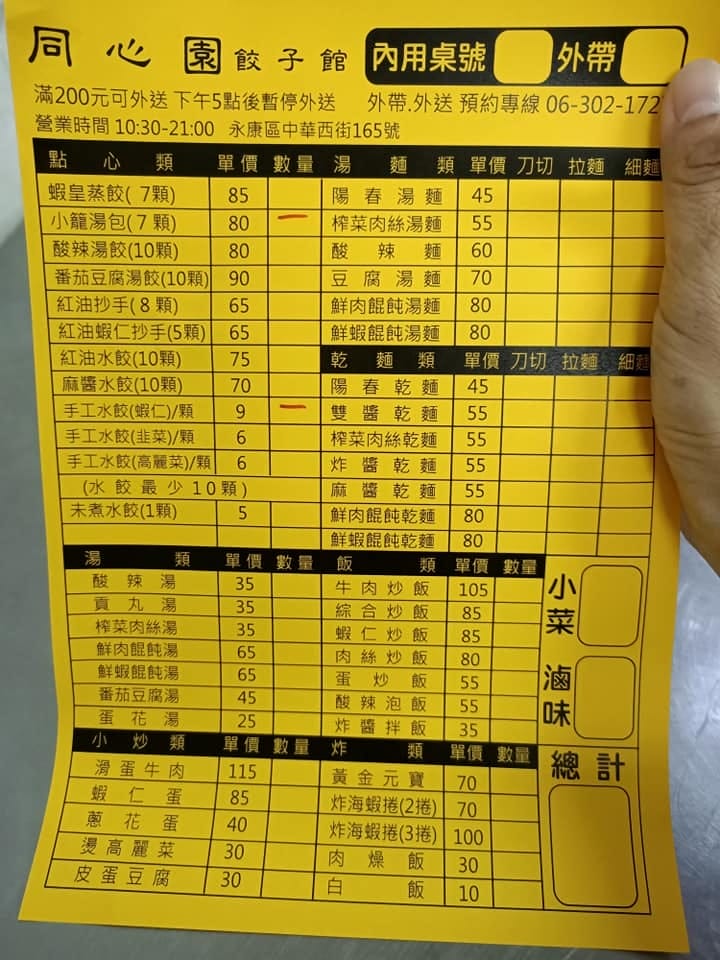 同心園餃子館 內用桌號 外帶
滿200元可外送 下午5點後暫停外送 外帶.外送 預約專線 06-302-172
營業時間 10:30-21:00 永康區中華西街165號
點心類 單價 數量 湯麵類 單價 刀切 拉麵 細麵
蝦皇蒸餃( 7顆) 85 陽春湯麵 45
小籠湯包( 7 顆) 80 榨菜肉絲湯麵 55
酸辣湯餃(10顆) 80 酸辣麵 60
番茄豆腐湯餃(10顆) 90 豆腐湯麵 70
紅油抄手( 8 顆) 65 鮮肉餛飩湯麵 80
紅油蝦仁抄手(5顆) 65 鮮蝦餛飩湯麵 80
紅油水餃(10顆) 75 乾麵類 單價 刀切 拉麵 細麵
麻醬水餃(10顆) 70 陽春乾麵 45
手工水餃(蝦仁)/顆 9 雙醬乾麵 55
手工水餃(韭菜)/顆 6 榨菜肉絲乾麵 55
手工水餃(高麗菜)/顆 6 炸醬乾麵 55
(水餃最少10顆) 麻醬乾麵 55
未煮水餃(1顆) 5 鮮肉餛飩乾麵 80
鮮蝦餛飩乾麵 80
湯類 單價 數量 飯類 單價 數量 小菜
酸辣湯 35 牛肉炒飯 105
貢丸湯 35 綜合炒飯 85
榨菜肉絲湯 35 蝦仁炒飯 85
鮮肉餛飩湯 65 肉絲炒飯 80
鮮蝦餛飩湯 65 蛋炒飯 55 滷味
番茄豆腐湯 45 酸辣泡飯 55
蛋花湯 25 炸醬拌飯 35
小炒類 單價 數量 炸類 單價 數量 總計
滑蛋牛肉 115 黃金元寶 70
蝦仁蛋 85 炸海蝦捲(2捲) 70
蔥花蛋 40 炸海蝦捲(3捲) 100
燙高麗菜 30 肉燥飯 30
皮蛋豆腐 30 白飯 10